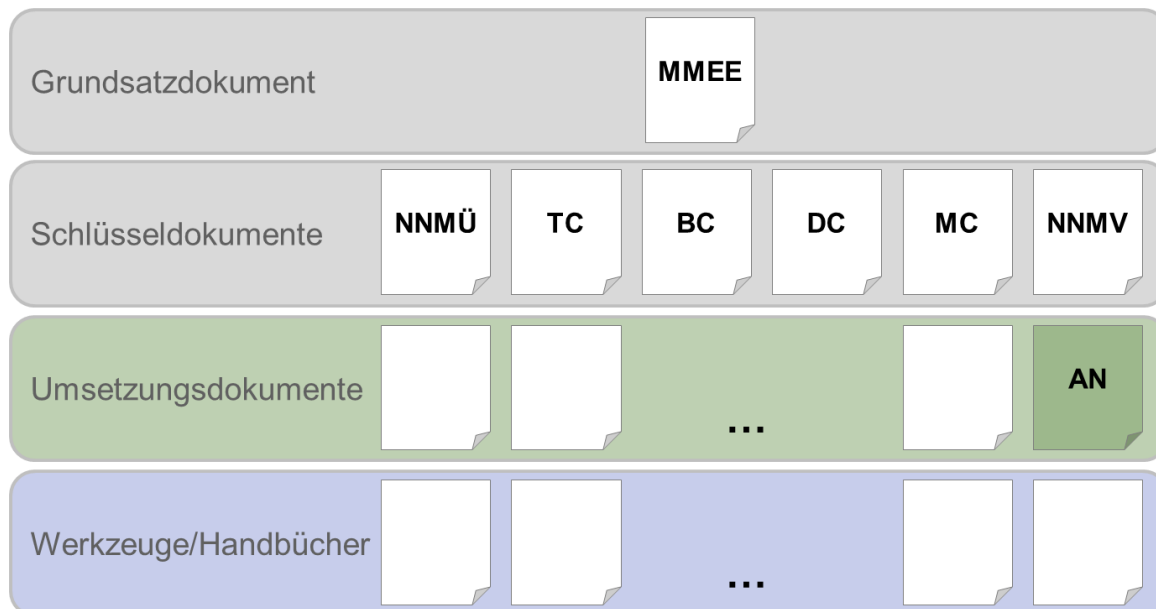 Grundsatzdokument
MMEE
Schlüsseldokumente
NNMÜ
TC
BC
DC
MC
NNMV
Umsetzungsdokumente
...
AN
Werkzeuge/Handbücher
...